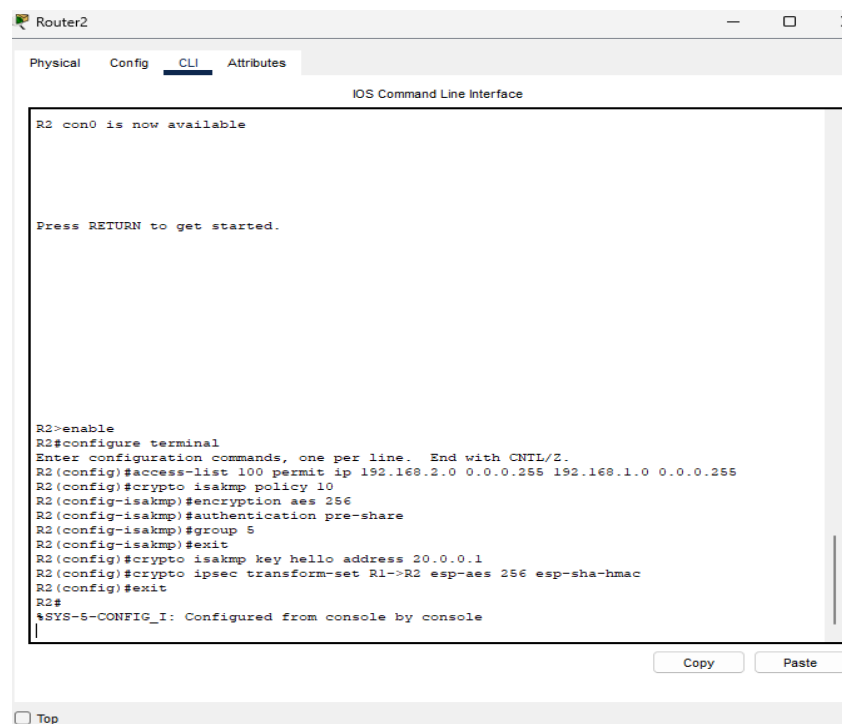 Router2
Physical Config CLI Attributes
IOS Command Line Interface
R2 con0 is now available
Press RETURN to get started.
R2>enable
R2#configure terminal
Enter configuration commands, one per line.  End with CNTL/Z.
R2(config)#access-list 100 permit ip 192.168.2.0 0.0.0.255 192.168.1.0 0.0.0.255
R2(config)#crypto isakmp policy 10
R2(config-isakmp)#encryption aes 256
R2(config-isakmp)#authentication pre-share
R2(config-isakmp)#group 5
R2(config-isakmp)#exit
R2(config)#crypto isakmp key hello address 20.0.0.1
R2(config)#crypto ipsec transform-set R1->R2 esp-aes 256 esp-sha-hmac
R2(config)#exit
R2#
%SYS-5-CONFIG_I: Configured from console by console
Copy Paste
Top